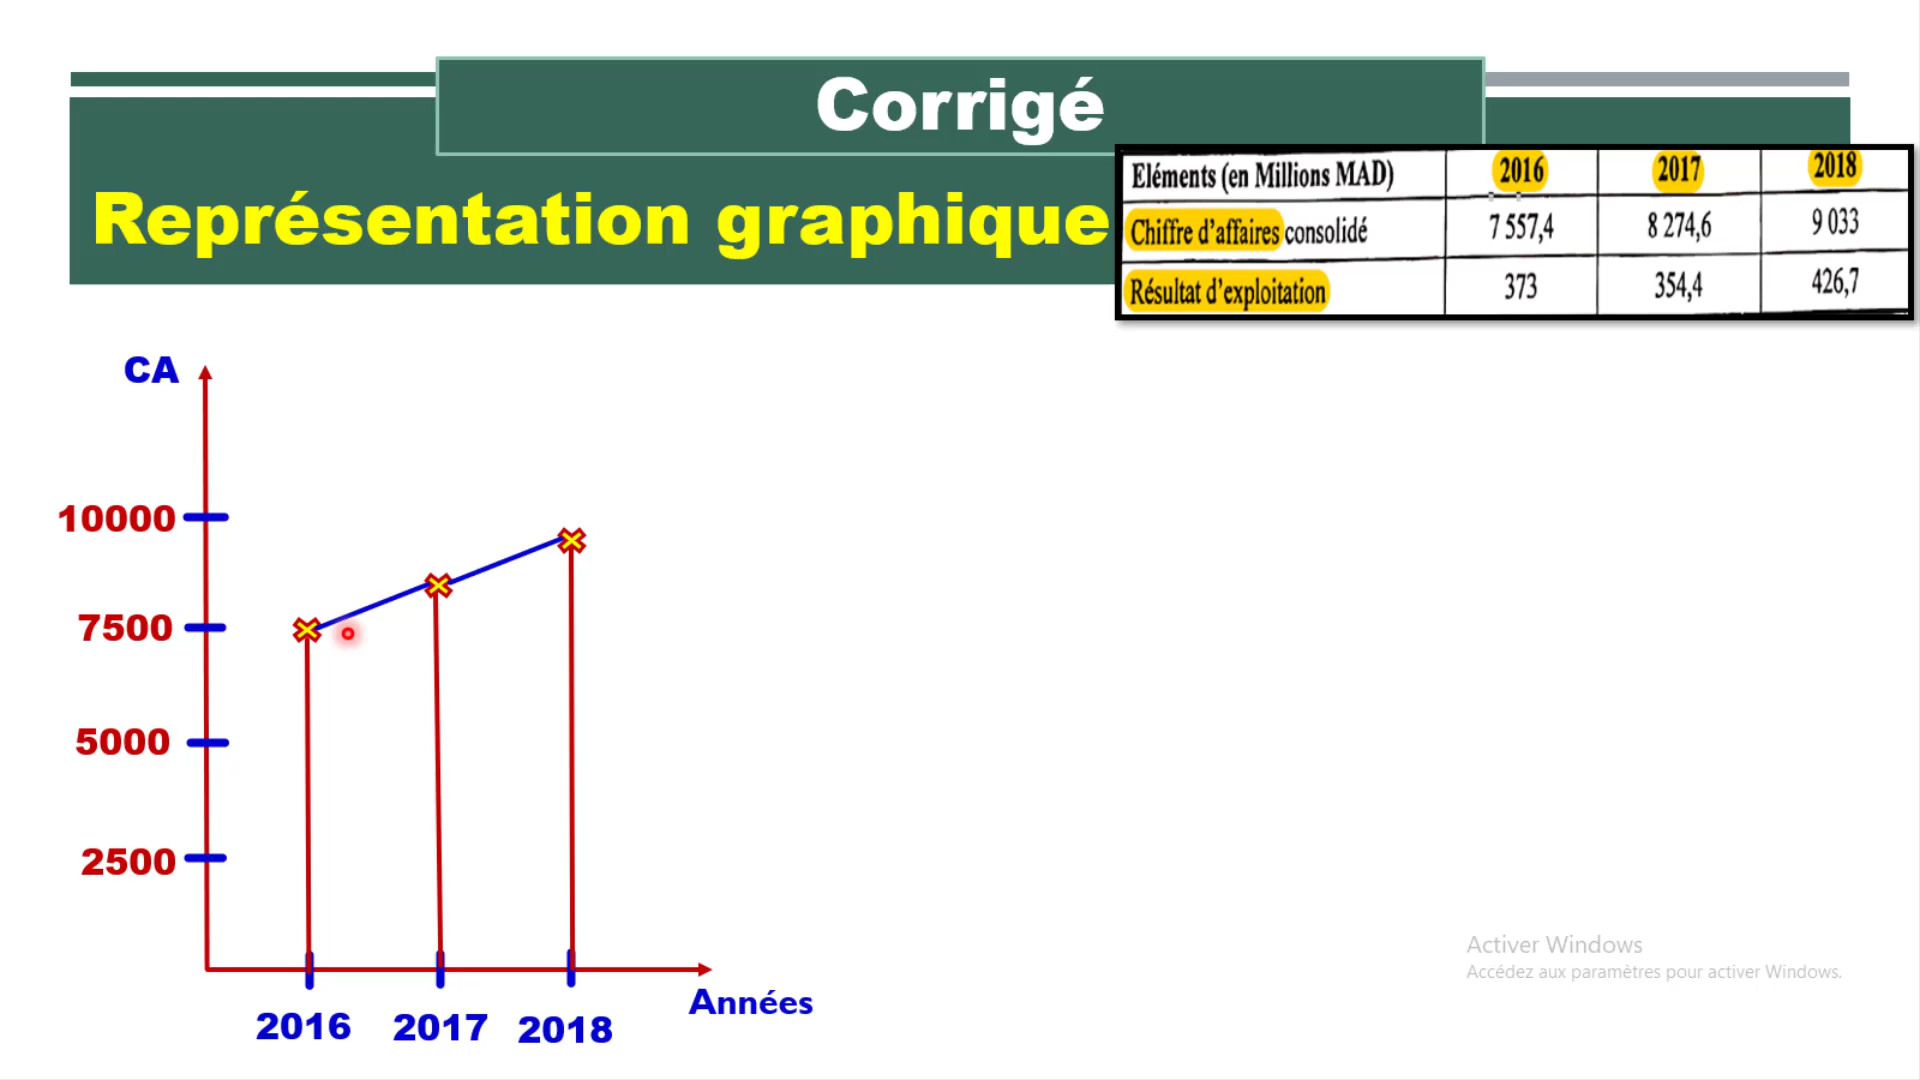 Corrigé
Représentation graphique
Eléments (en Millions MAD) 2016 2017 2018
Chiffre d'affaires consolidé 7 557,4 8 274,6 9 033
Résultat d'exploitation 373 354,4 426,7
CA
10000
7500
5000
2500
2016 2017 2018
Années
Activer Windows
Accédez aux paramètres pour activer Windows.